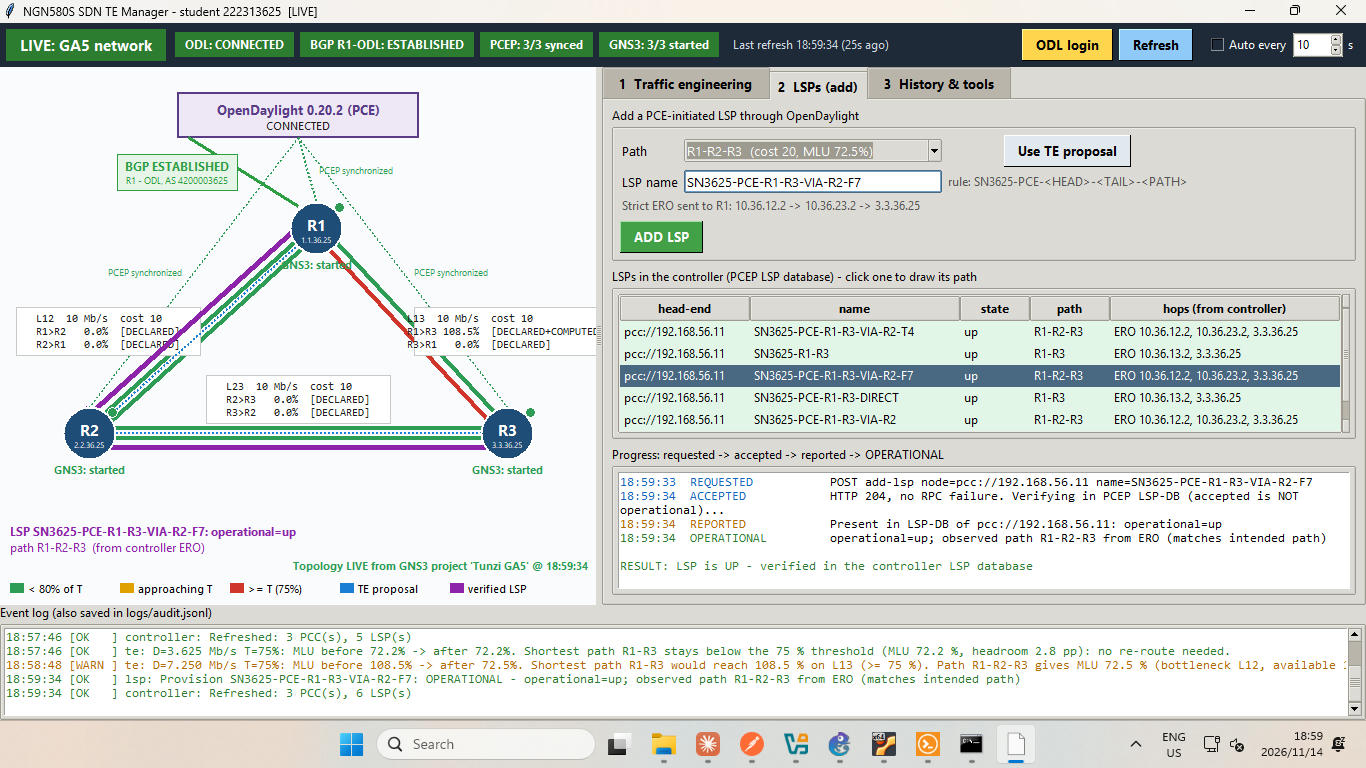 NGN580S SDN TE Manager - student 222313625 [LIVE]
LIVE: GA5 network
ODL: CONNECTED
BGP R1-ODL: ESTABLISHED
PCEP: 3/3 synced
GNS3: 3/3 started
Last refresh 18:59:34 (25s ago)
ODL login
Refresh
Auto every 10 s
OpenDaylight 0.20.2 (PCE)
CONNECTED
BGP ESTABLISHED
R1 - ODL, AS 4200003625
PCEP synchronized
R1
1.1.36.25
GNS3: started
PCEP synchronized
PCEP synchronized
L12 10 Mb/s cost 10
R1>R2 0.0% [DECLARED]
R2>R1 0.0% [DECLARED]
L13 10 Mb/s cost 10
R1>R3 108.5% [DECLARED+COMPUTED
R3>R1 0.0% [DECLARED]
L23 10 Mb/s cost 10
R2>R3 0.0% [DECLARED]
R3>R2 0.0% [DECLARED]
R2
2.2.36.25
GNS3: started
R3
3.3.36.25
GNS3: started
LSP SN3625-PCE-R1-R3-VIA-R2-F7: operational=up
path R1-R2-R3 (from controller ERO)
Topology LIVE from GNS3 project 'Tunzi GA5' @ 18:59:34
< 80% of T
approaching T
>= T (75%)
TE proposal
verified LSP
1 Traffic engineering
2 LSPs (add)
3 History & tools
Add a PCE-initiated LSP through OpenDaylight
Path R1-R2-R3 (cost 20, MLU 72.5%)
Use TE proposal
LSP name SN3625-PCE-R1-R3-VIA-R2-F7 rule: SN3625-PCE-<HEAD>-<TAIL>-<PATH>
Strict ERO sent to R1: 10.36.12.2 -> 10.36.23.2 -> 3.3.36.25
ADD LSP
LSPs in the controller (PCEP LSP database) - click one to draw its path
head-end name state path hops (from controller)
pcc://192.168.56.11 SN3625-PCE-R1-R3-VIA-R2-T4 up R1-R2-R3 ERO 10.36.12.2, 10.36.23.2, 3.3.36.25
pcc://192.168.56.11 SN3625-R1-R3 up R1-R3 ERO 10.36.13.2, 3.3.36.25
pcc://192.168.56.11 SN3625-PCE-R1-R3-VIA-R2-F7 up R1-R2-R3 ERO 10.36.12.2, 10.36.23.2, 3.3.36.25
pcc://192.168.56.11 SN3625-PCE-R1-R3-DIRECT up R1-R3 ERO 10.36.13.2, 3.3.36.25
pcc://192.168.56.11 SN3625-PCE-R1-R3-VIA-R2 up R1-R2-R3 ERO 10.36.12.2, 10.36.23.2, 3.3.36.25
Progress: requested -> accepted -> reported -> OPERATIONAL
18:59:33 REQUESTED POST add-lsp node=pcc://192.168.56.11 name=SN3625-PCE-R1-R3-VIA-R2-F7
18:59:34 ACCEPTED HTTP 204, no RPC failure. Verifying in PCEP LSP-DB (accepted is NOT
operational)...
18:59:34 REPORTED Present in LSP-DB of pcc://192.168.56.11: operational=up
18:59:34 OPERATIONAL operational=up; observed path R1-R2-R3 from ERO (matches intended path)
RESULT: LSP is UP - verified in the controller LSP database
Event log (also saved in logs/audit.jsonl)
18:57:46 [OK ] controller: Refreshed: 3 PCC(s), 5 LSP(s)
18:57:46 [OK ] te: D=3.625 Mb/s T=75%: MLU before 72.2% -> after 72.2%. Shortest path R1-R3 stays below the 75 % threshold (MLU 72.2 %, headroom 2.8 pp): no re-route needed.
18:58:48 [WARN ] te: D=7.250 Mb/s T=75%: MLU before 108.5% -> after 72.5%. Shortest path R1-R3 would reach 108.5 % on L13 (>= 75 %). Path R1-R2-R3 gives MLU 72.5 % (bottleneck L12, available
18:59:34 [OK ] lsp: Provision SN3625-PCE-R1-R3-VIA-R2-F7: OPERATIONAL - operational=up; observed path R1-R2-R3 from ERO (matches intended path)
18:59:34 [OK ] controller: Refreshed: 3 PCC(s), 6 LSP(s)
Search
ENG
US
18:59
2026/11/14